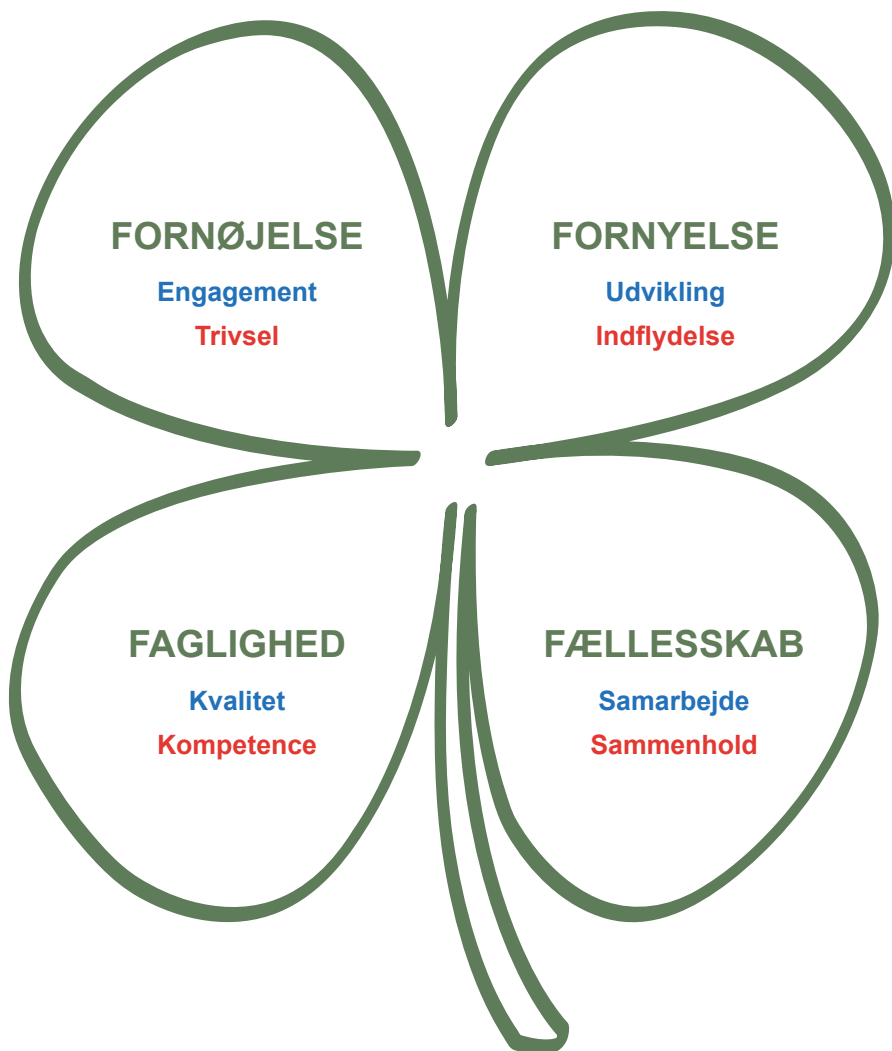 FORNØJELSE
Engagement
Trivsel
FORNYELSE
Udvikling
Indflydelse
FAGLIGHED
Kvalitet
Kompetence
FÆLLESSKAB
Samarbejde
Sammenhold